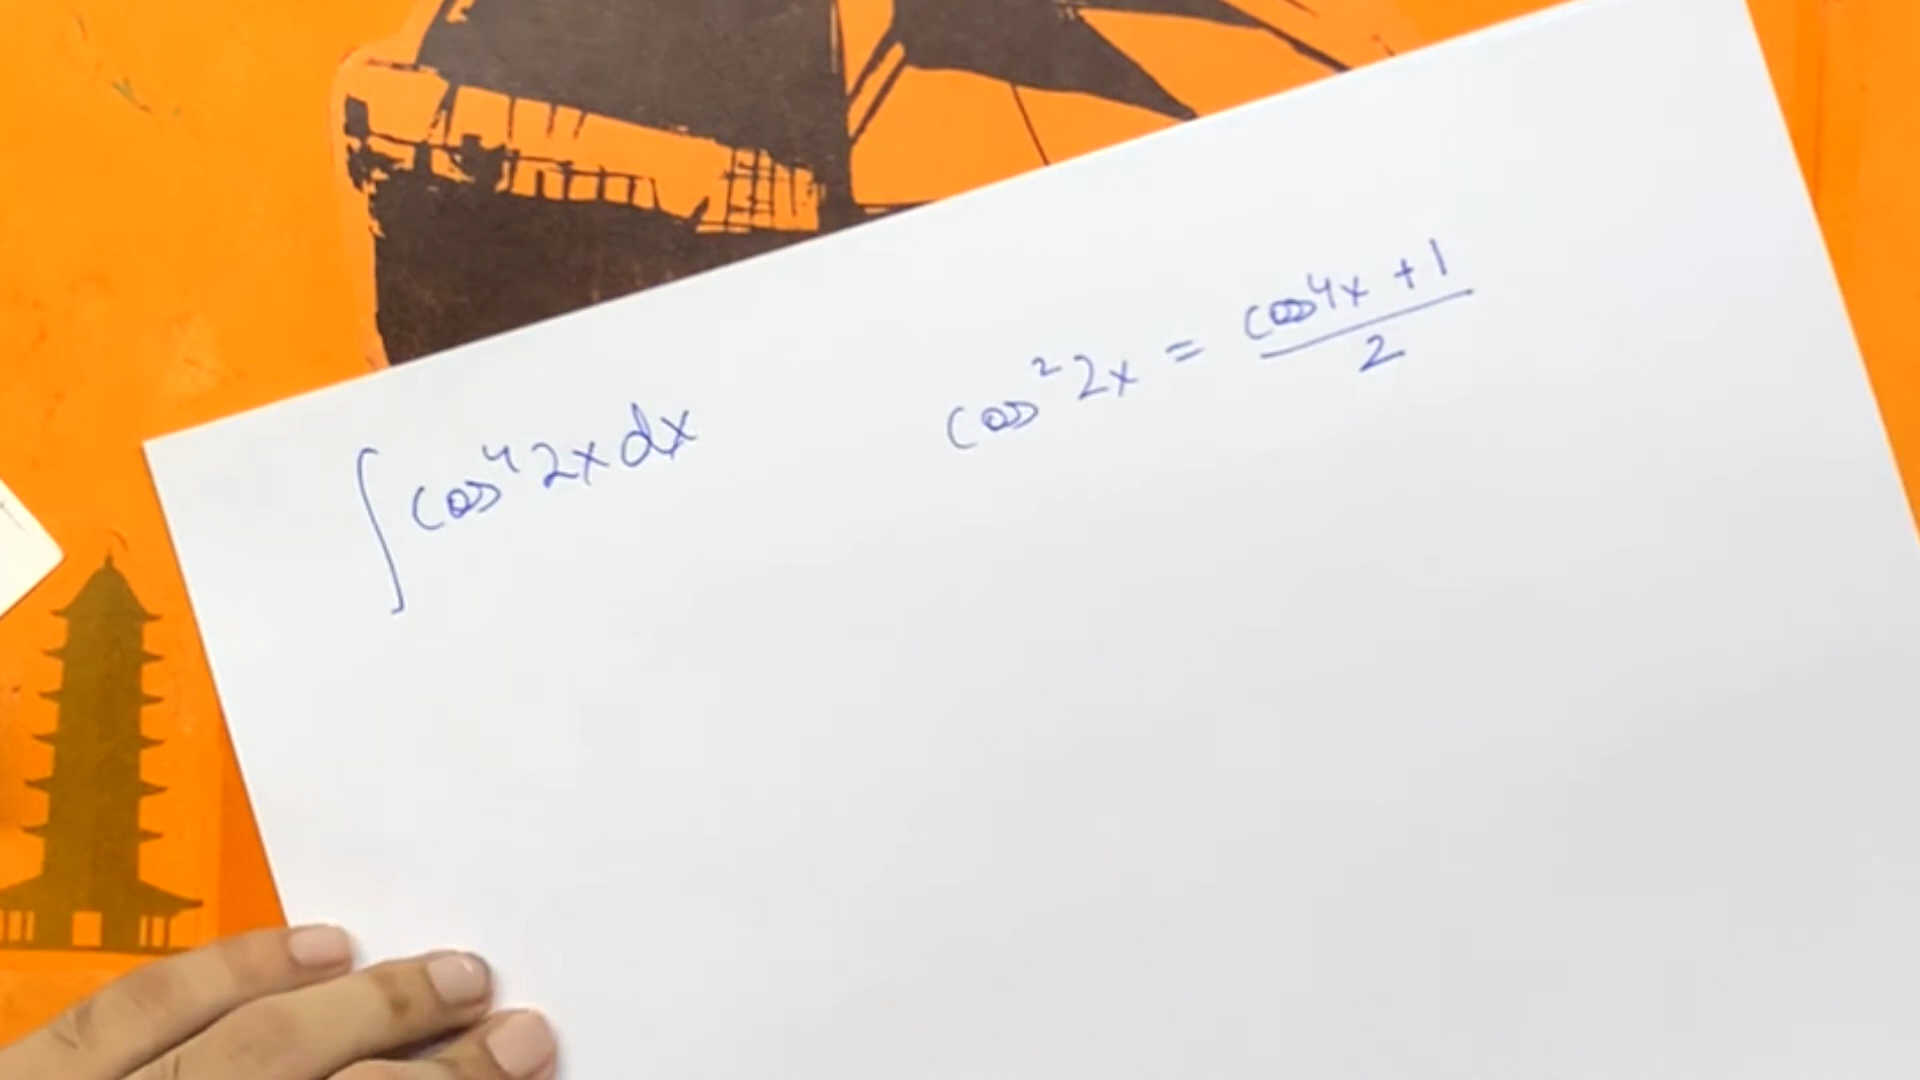 ∫cos⁴2x dx
cos²2x = (cos4x + 1)/2